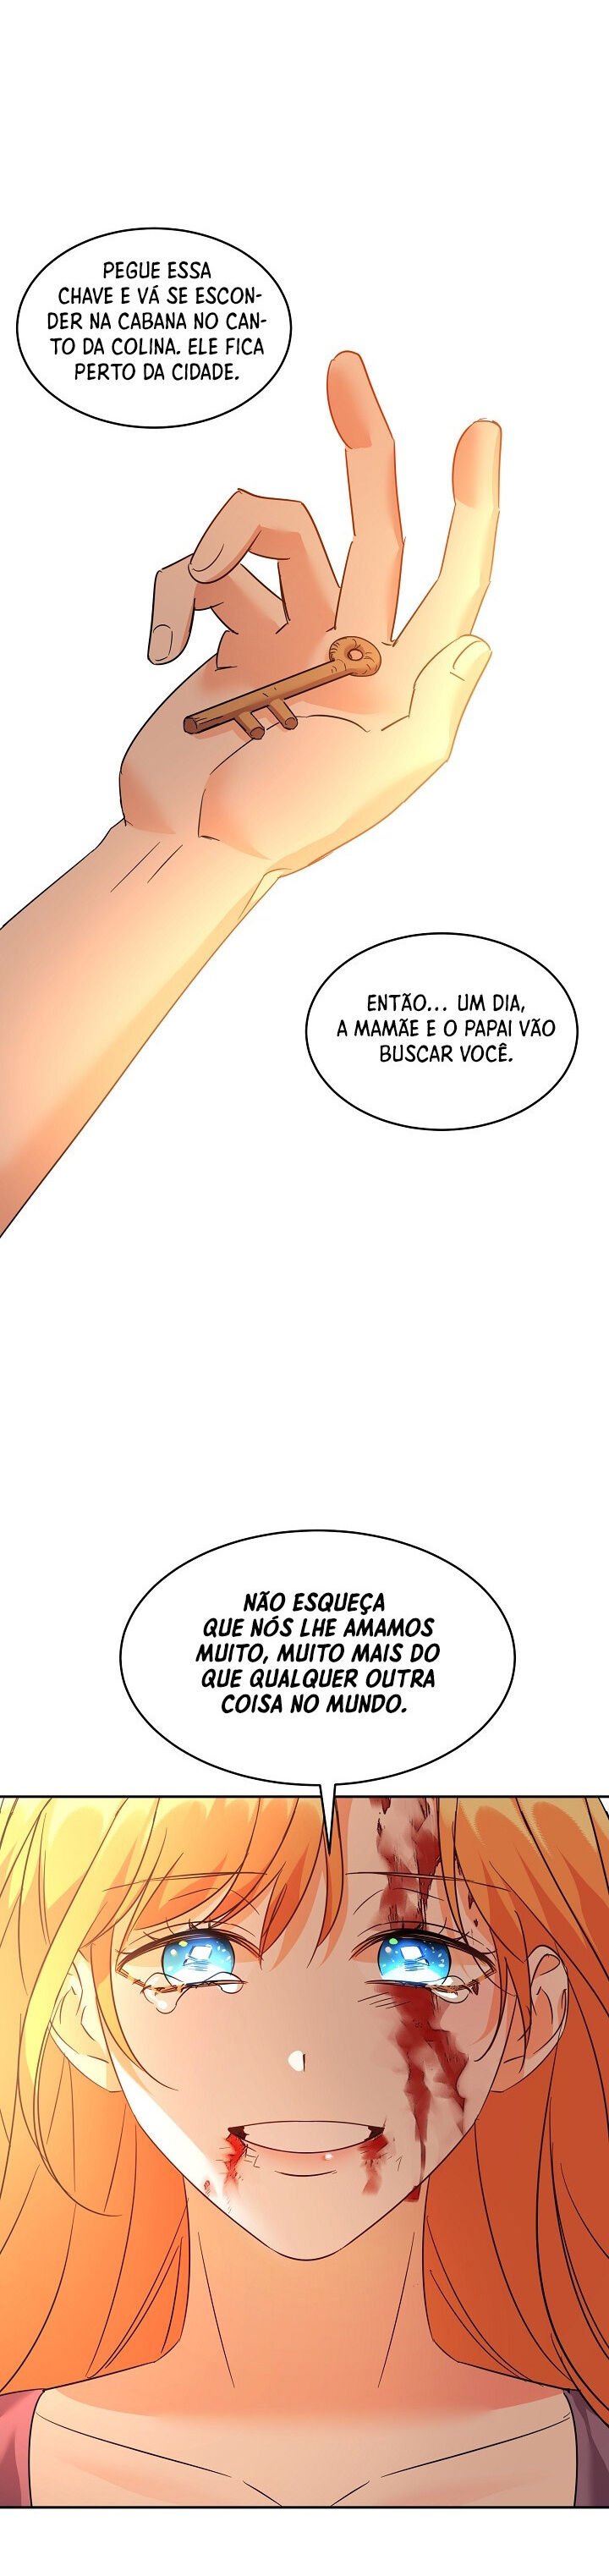 PEGUE ESSA
CHAVE E VÁ SE ESCON-
DER NA CABANA NO CAN-
TO DA COLINA. ELE FICA
PERTO DA CIDADE.
ENTÃO... UM DIA,
A MAMÃE E O PAPAI VÃO
BUSCAR VOCÊ.
NÃO ESQUEÇA
QUE NÓS LHE AMAMOS
MUITO, MUITO MAIS DO
QUE QUALQUER OUTRA
COISA NO MUNDO.